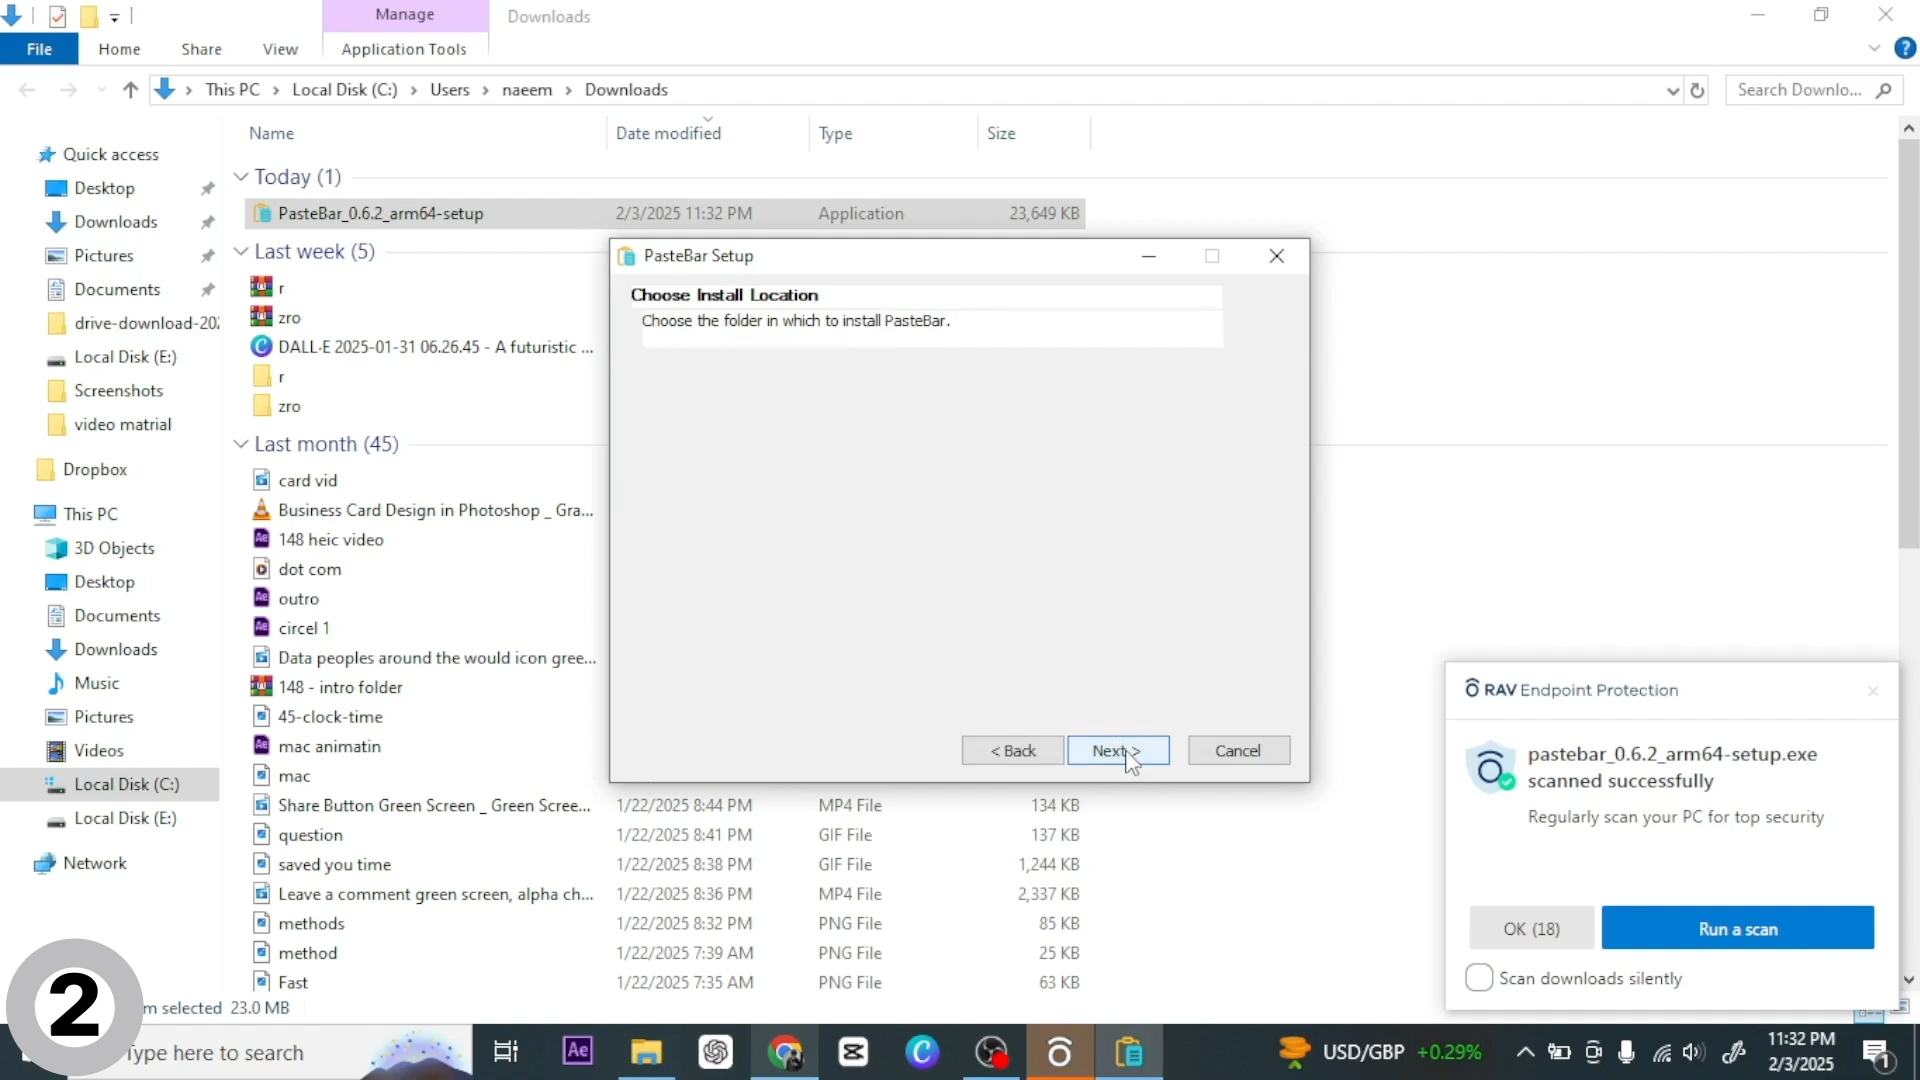 Manage
Downloads
File
Home
Share
View
Application Tools
This PC
Local Disk (C:)
Users
naeem
Downloads
Search Downlo...
Name
Date modified
Type
Size
Quick access
Desktop
Downloads
Pictures
Documents
drive-download-202
Local Disk (E:)
Screenshots
video matrial
Dropbox
This PC
3D Objects
Desktop
Documents
Downloads
Music
Pictures
Videos
Local Disk (C:)
Local Disk (E:)
Network
Today (1)
PasteBar_0.6.2_arm64-setup 2/3/2025 11:32 PM Application 23,649 KB
Last week (5)
r
zro
DALL·E 2025-01-31 06.26.45 - A futuristic ...
r
zro
Last month (45)
card vid
Business Card Design in Photoshop _ Gra...
148 heic video
dot com
outro
circel 1
Data peoples around the would icon gree...
148 - intro folder
45-clock-time
mac animatin
mac
Share Button Green Screen _ Green Scree... 1/22/2025 8:44 PM MP4 File 134 KB
question 1/22/2025 8:41 PM GIF File 137 KB
saved you time 1/22/2025 8:38 PM GIF File 1,244 KB
Leave a comment green screen, alpha ch... 1/22/2025 8:36 PM MP4 File 2,337 KB
methods 1/22/2025 8:32 PM PNG File 85 KB
method 1/22/2025 7:39 AM PNG File 25 KB
Fast 1/22/2025 7:35 AM PNG File 63 KB
PasteBar Setup
Choose Install Location
Choose the folder in which to install PasteBar.
< Back
Next >
Cancel
RAV Endpoint Protection
pastebar_0.6.2_arm64-setup.exe
scanned successfully
Regularly scan your PC for top security
OK (18)
Run a scan
Scan downloads silently
2
m selected 23.0 MB
Type here to search
Ae
USD/GBP +0.29%
11:32 PM
2/3/2025
1